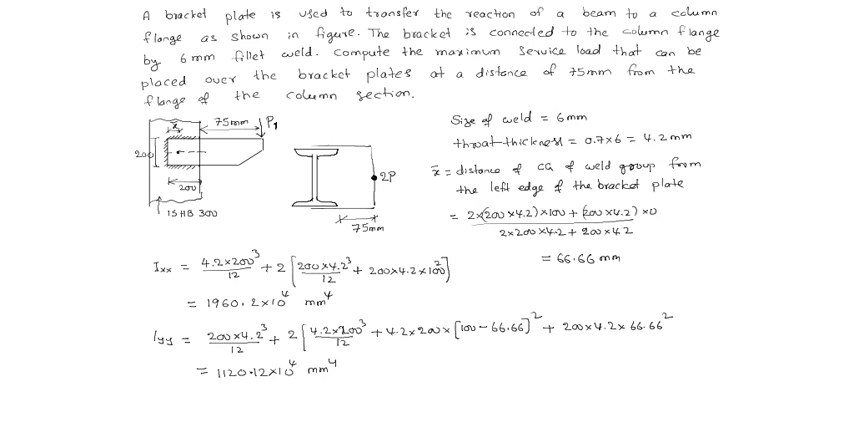 A bracket plate is used to transfer the reaction of a beam to a column
flange as shown in figure. The bracket is connected to the column flange
by 6mm fillet weld. Compute the maximum service load that can be
placed over the bracket plates at a distance of 75mm from the
flange of the column section.
x̄ 75mm P1
200
200
ISHB 300
2P
75mm
Size of weld = 6mm
throat thickness = 0.7×6 = 4.2mm
x̄ = distance of CG of weld group from
the left edge of the bracket plate
= 2×(200×4.2)×100 + (200×4.2)×0
2×200×4.2 + 200×4.2
= 66.66 mm
Ixx = 4.2×200³/12 + 2[200×4.2³/12 + 200×4.2×100²]
= 1960.2×10⁴ mm⁴
Iyy = 200×4.2³/12 + 2[4.2×200³/12 + 4.2×200×[100-66.66]² + 200×4.2×66.66²
= 1120.12×10⁴ mm⁴